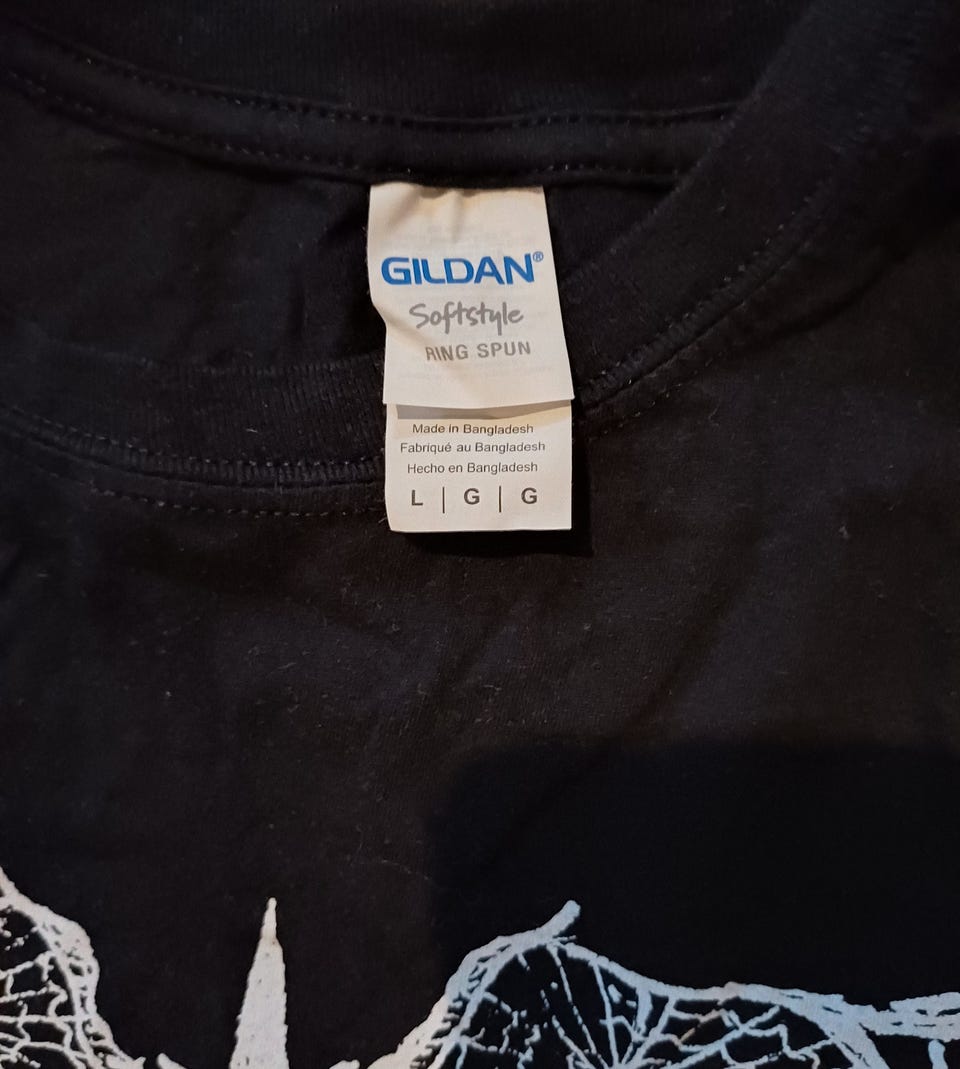 GILDAN®
Softstyle
RING SPUN
Made in Bangladesh
Fabriqué au Bangladesh
Hecho en Bangladesh
L | G | G